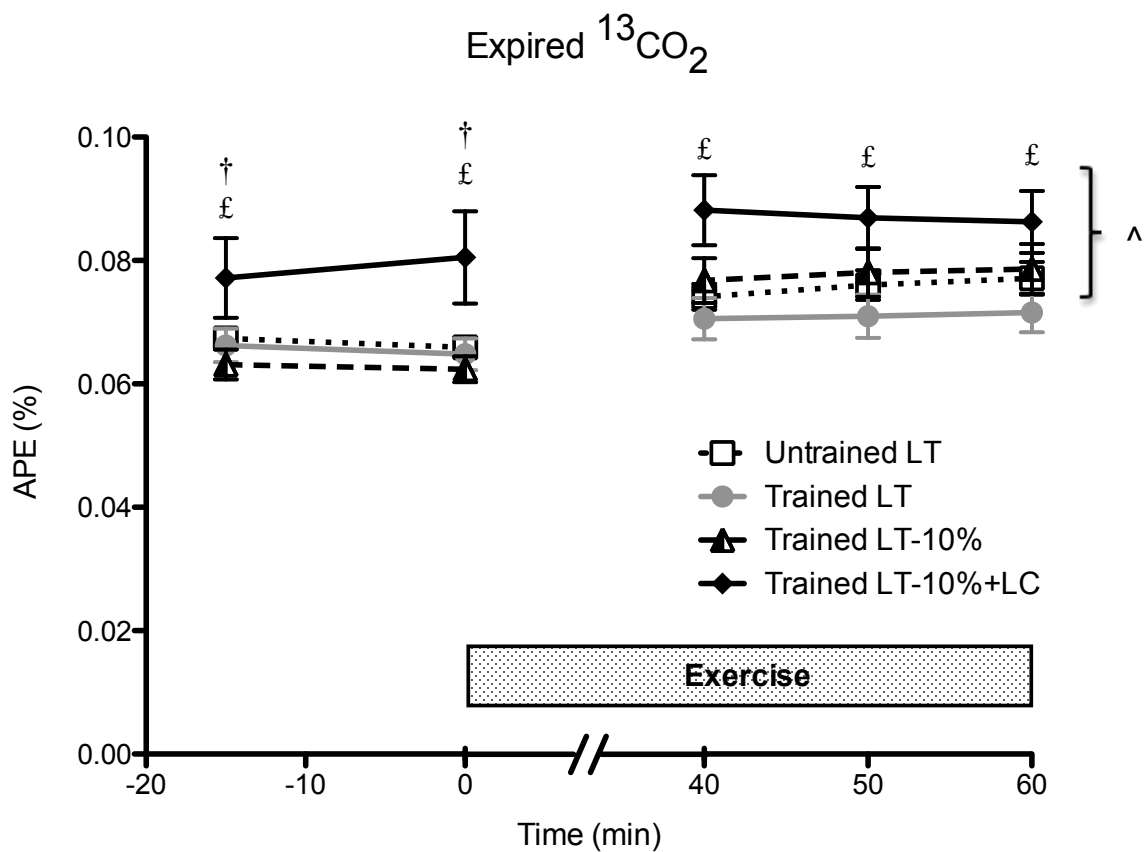 Expired ¹³CO₂
† †
£ £ £ £ £
^
0.10
0.08
0.06
0.04
0.02
0.00
APE (%)
Untrained LT
Trained LT
Trained LT-10%
Trained LT-10%+LC
Exercise
-20 -10 0 40 50 60
Time (min)